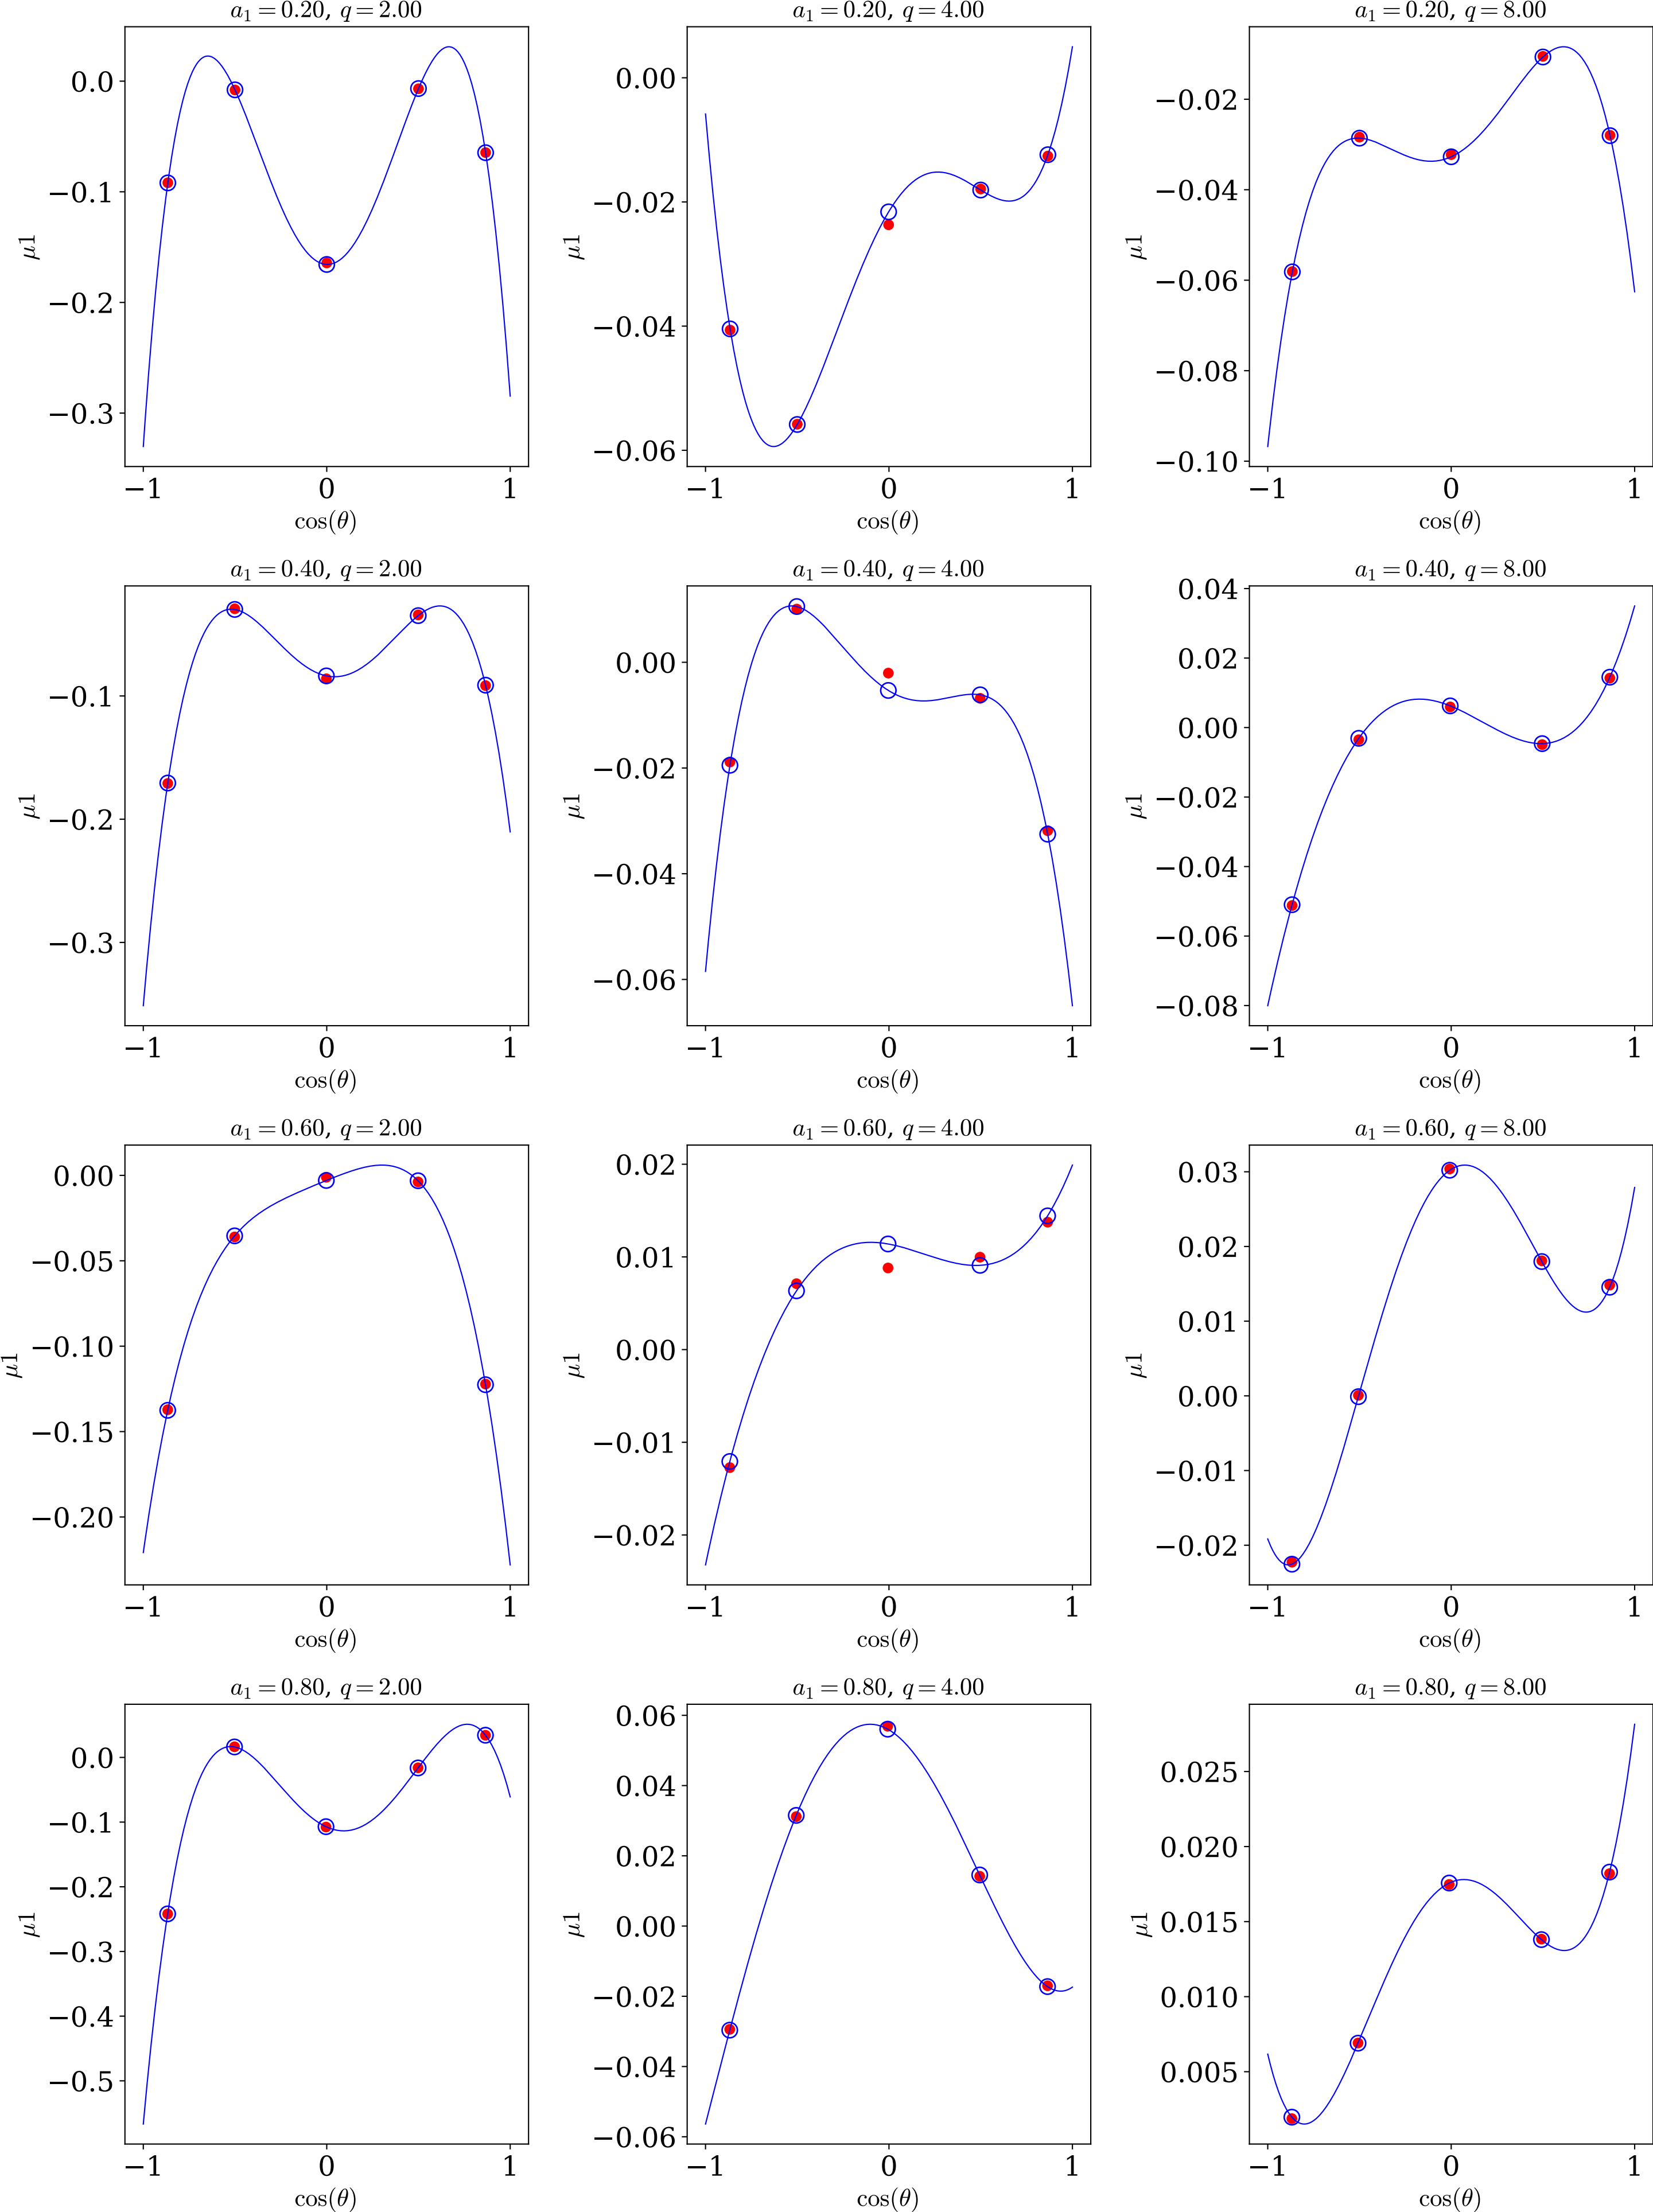 a₁ = 0.20, q = 2.00
0.0
−0.1
−0.2
−0.3
μ1
−1 0 1
cos(θ)
a₁ = 0.20, q = 4.00
0.00
−0.02
−0.04
−0.06
μ1
−1 0 1
cos(θ)
a₁ = 0.20, q = 8.00
−0.02
−0.04
−0.06
−0.08
−0.10
μ1
−1 0 1
cos(θ)
a₁ = 0.40, q = 2.00
−0.1
−0.2
−0.3
μ1
−1 0 1
cos(θ)
a₁ = 0.40, q = 4.00
0.00
−0.02
−0.04
−0.06
μ1
−1 0 1
cos(θ)
a₁ = 0.40, q = 8.00
0.04
0.02
0.00
−0.02
−0.04
−0.06
−0.08
μ1
−1 0 1
cos(θ)
a₁ = 0.60, q = 2.00
0.00
−0.05
−0.10
−0.15
−0.20
μ1
−1 0 1
cos(θ)
a₁ = 0.60, q = 4.00
0.02
0.01
0.00
−0.01
−0.02
μ1
−1 0 1
cos(θ)
a₁ = 0.60, q = 8.00
0.03
0.02
0.01
0.00
−0.01
−0.02
μ1
−1 0 1
cos(θ)
a₁ = 0.80, q = 2.00
0.0
−0.1
−0.2
−0.3
−0.4
−0.5
μ1
−1 0 1
cos(θ)
a₁ = 0.80, q = 4.00
0.06
0.04
0.02
0.00
−0.02
−0.04
−0.06
μ1
−1 0 1
cos(θ)
a₁ = 0.80, q = 8.00
0.025
0.020
0.015
0.010
0.005
μ1
−1 0 1
cos(θ)